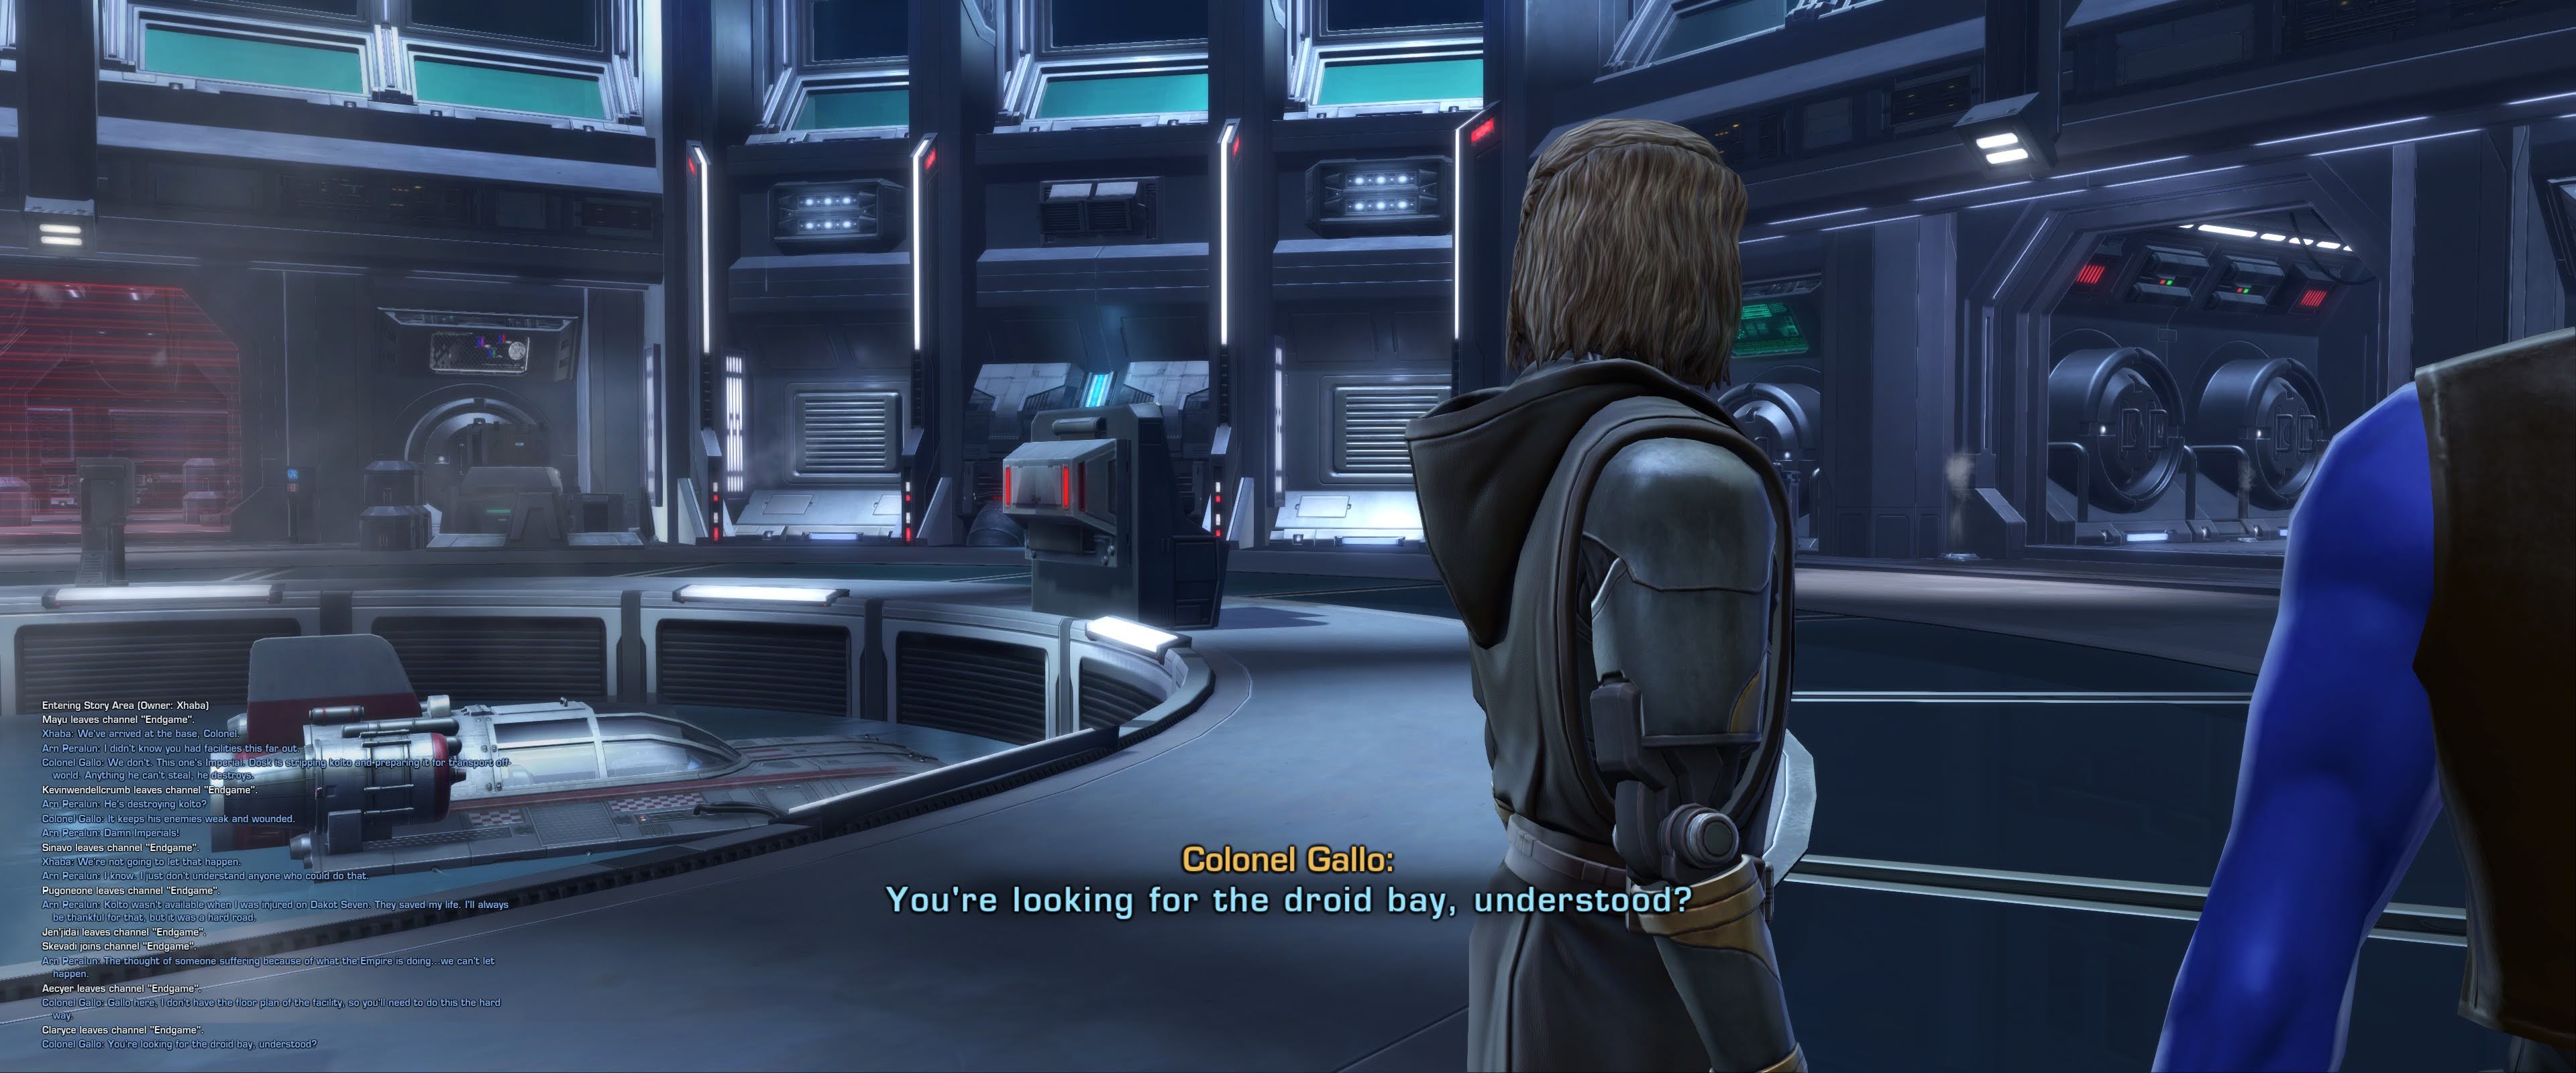 Entering Story Area (Owner: Xhaba)
Mayu leaves channel "Endgame".
Xhaba: We've arrived at the base, Colonel.
Arn Peralun: I didn't know you had facilities this far out.
Colonel Gallo: We don't. This one's Imperial. Dosk is stripping kolto and preparing it for transport off-
world. Anything he can't steal, he destroys.
Kevinwendellcrumb leaves channel "Endgame".
Arn Peralun: He's destroying kolto?
Colonel Gallo: It keeps his enemies weak and wounded.
Arn Peralun: Damn Imperials!
Sinavo leaves channel "Endgame".
Xhaba: We're not going to let that happen.
Arn Peralun: I know. I just don't understand anyone who could do that.
Pugoneone leaves channel "Endgame".
Arn Peralun: Kolto wasn't available when I was injured on Dakot Seven. They saved my life. I'll always
be thankful for that, but it was a hard road.
Jen'jidai leaves channel "Endgame".
Skevadi joins channel "Endgame".
Arn Peralun: The thought of someone suffering because of what the Empire is doing...we can't let
happen.
Aecyer leaves channel "Endgame".
Colonel Gallo: Gallo here. I don't have the floor plan of the facility, so you'll need to do this the hard
way.
Claryce leaves channel "Endgame".
Colonel Gallo: You're looking for the droid bay, understood?
Colonel Gallo:
You're looking for the droid bay, understood?